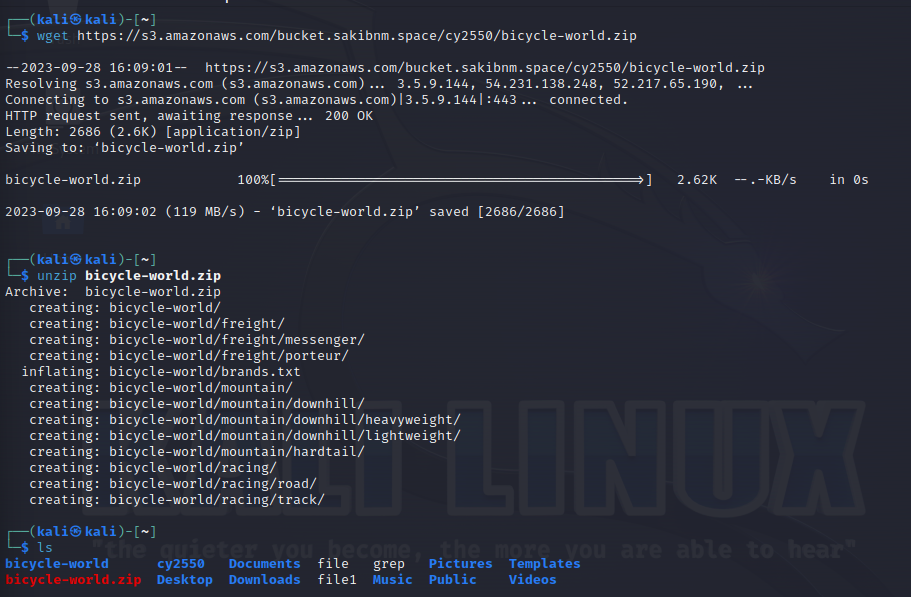 ┌──(kali㉿kali)-[~]
└─$ wget https://s3.amazonaws.com/bucket.sakibnm.space/cy2550/bicycle-world.zip
--2023-09-28 16:09:01--  https://s3.amazonaws.com/bucket.sakibnm.space/cy2550/bicycle-world.zip
Resolving s3.amazonaws.com (s3.amazonaws.com)... 3.5.9.144, 54.231.138.248, 52.217.65.190, ...
Connecting to s3.amazonaws.com (s3.amazonaws.com)|3.5.9.144|:443... connected.
HTTP request sent, awaiting response... 200 OK
Length: 2686 (2.6K) [application/zip]
Saving to: ‘bicycle-world.zip’
bicycle-world.zip            100%[==============================================>]   2.62K  --.-KB/s    in 0s
2023-09-28 16:09:02 (119 MB/s) - ‘bicycle-world.zip’ saved [2686/2686]
┌──(kali㉿kali)-[~]
└─$ unzip bicycle-world.zip
Archive:  bicycle-world.zip
   creating: bicycle-world/
   creating: bicycle-world/freight/
   creating: bicycle-world/freight/messenger/
   creating: bicycle-world/freight/porteur/
  inflating: bicycle-world/brands.txt
   creating: bicycle-world/mountain/
   creating: bicycle-world/mountain/downhill/
   creating: bicycle-world/mountain/downhill/heavyweight/
   creating: bicycle-world/mountain/downhill/lightweight/
   creating: bicycle-world/mountain/hardtail/
   creating: bicycle-world/racing/
   creating: bicycle-world/racing/road/
   creating: bicycle-world/racing/track/
KALI LINUX
┌──(kali㉿kali)-[~]
└─$ ls
"the quieter you become, the more you are able to hear"
bicycle-world      cy2550   Documents  file   grep   Pictures  Templates
bicycle-world.zip  Desktop  Downloads  file1  Music  Public    Videos